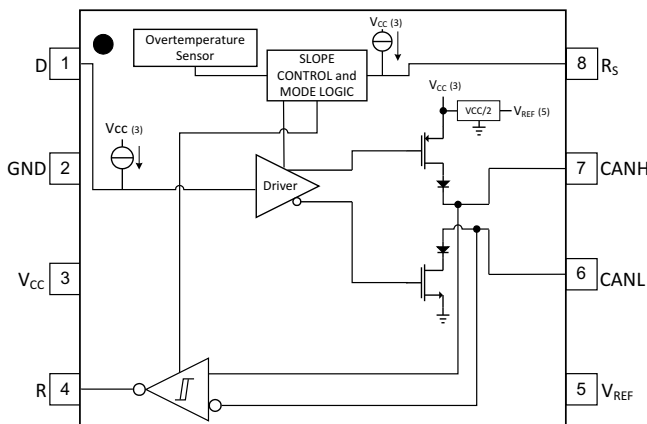 Overtemperature
Sensor
SLOPE
CONTROL and
MODE LOGIC
VCC (3)
D
1
8
RS
VCC (3)
VCC (3)
VCC/2
VREF (5)
GND
2
Driver
7
CANH
VCC
3
6
CANL
R
4
5
VREF